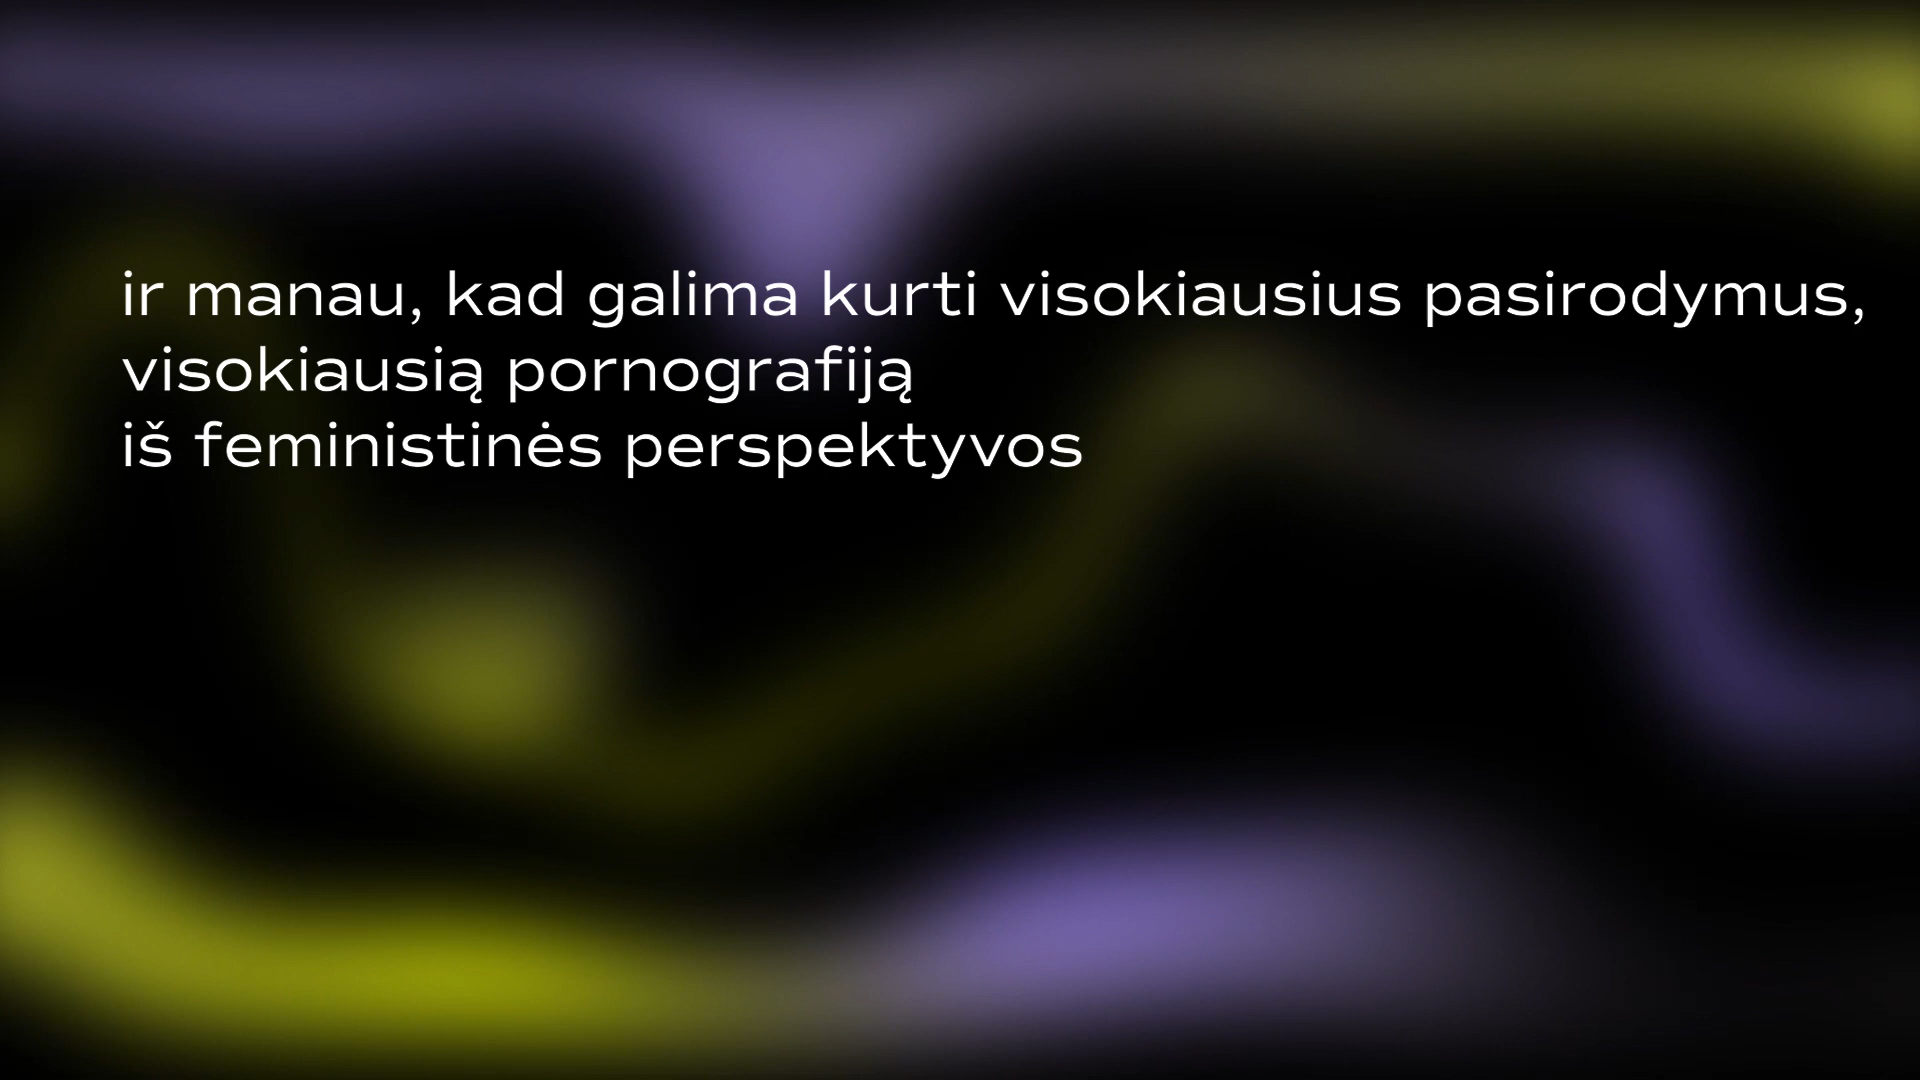 ir manau, kad galima kurti visokiausius pasirodymus,
visokiausią pornografiją
iš feministinės perspektyvos